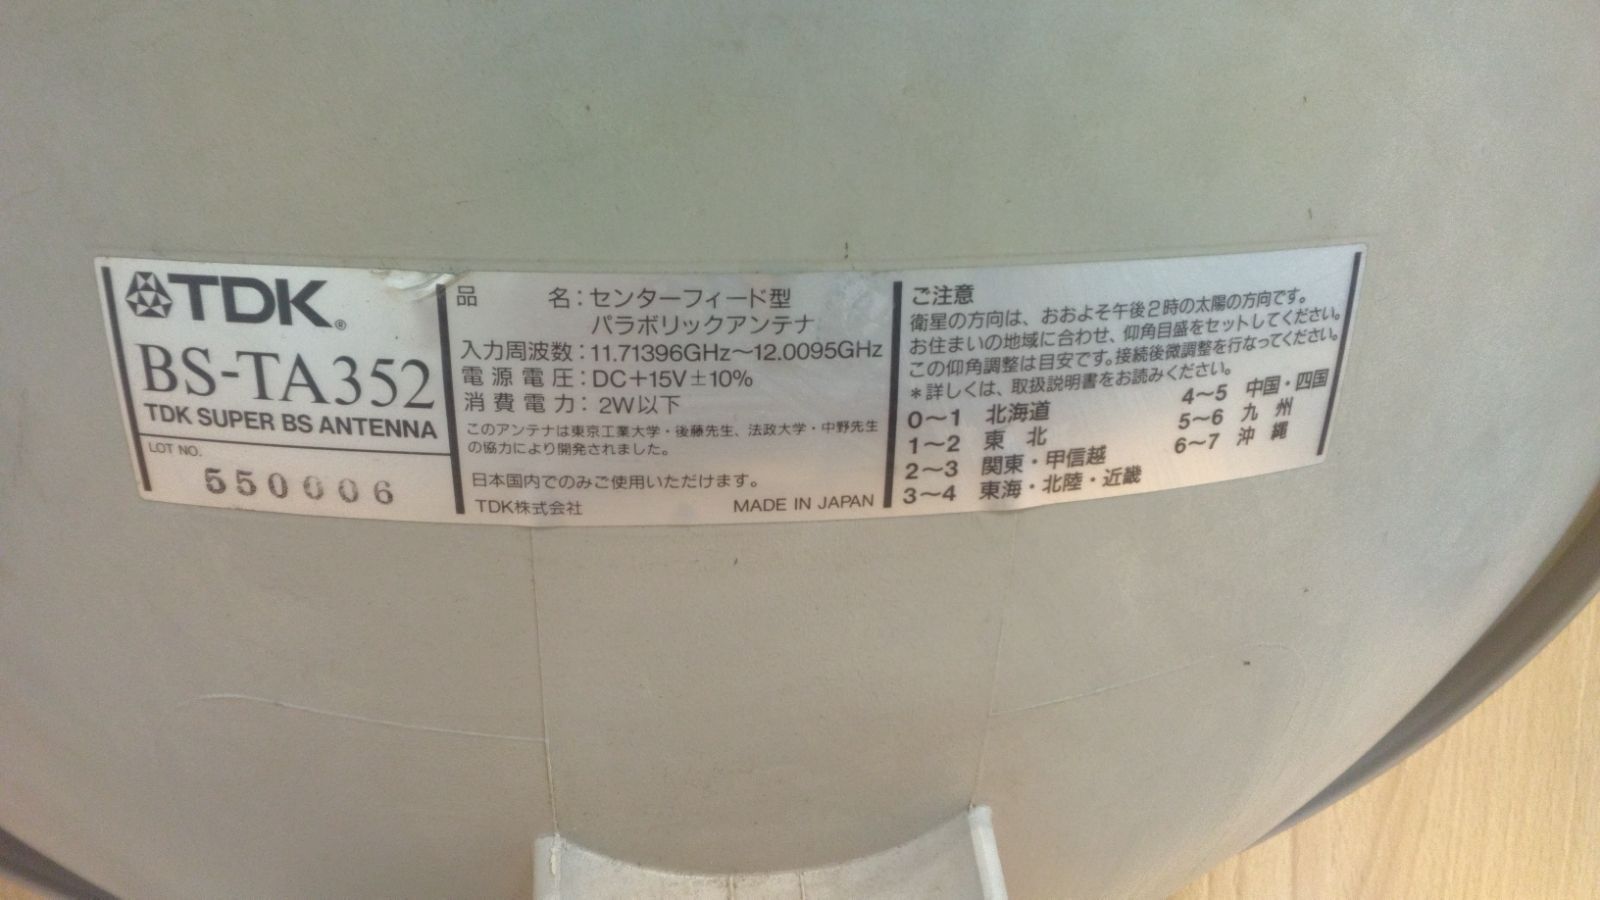 TDK®
BS-TA352
TDK SUPER BS ANTENNA
LOT NO.
550006
品　　名：センターフィード型
パラボリックアンテナ
入力周波数：11.71396GHz～12.0095GHz
電源電圧：DC＋15V±10%
消費電力：2W以下
このアンテナは東京工業大学・後藤先生、法政大学・中野先生
の協力により開発されました。
日本国内でのみご使用いただけます。
TDK株式会社　MADE IN JAPAN
ご注意
衛星の方向は、おおよそ午後2時の太陽の方向です。
お住まいの地域に合わせ、仰角目盛をセットしてください。
この仰角調整は目安です。接続後微調整を行なってください。
＊詳しくは、取扱説明書をお読みください。
0～1　北海道
1～2　東　北
2～3　関東・甲信越
3～4　東海・北陸・近畿
4～5　中国・四国
5～6　九　州
6～7　沖　縄